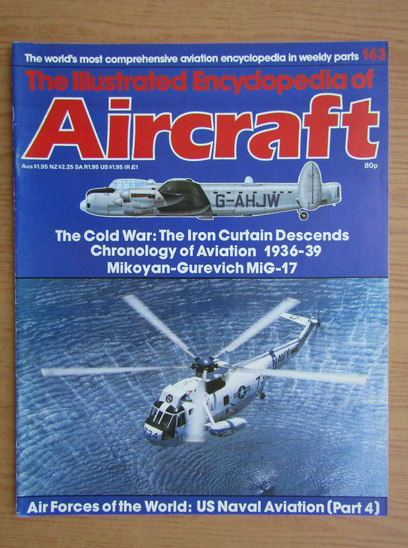 The world's most comprehensive aviation encyclopedia in weekly parts 163
The Illustrated Encyclopedia of
Aircraft
Aus $1.95 NZ $2.25 SA R1.95 US $1.95 IR £1
80p
G-AHJW
The Cold War: The Iron Curtain Descends
Chronology of Aviation 1936-39
Mikoyan-Gurevich MiG-17
NAVY
724
Air Forces of the World: US Naval Aviation (Part 4)